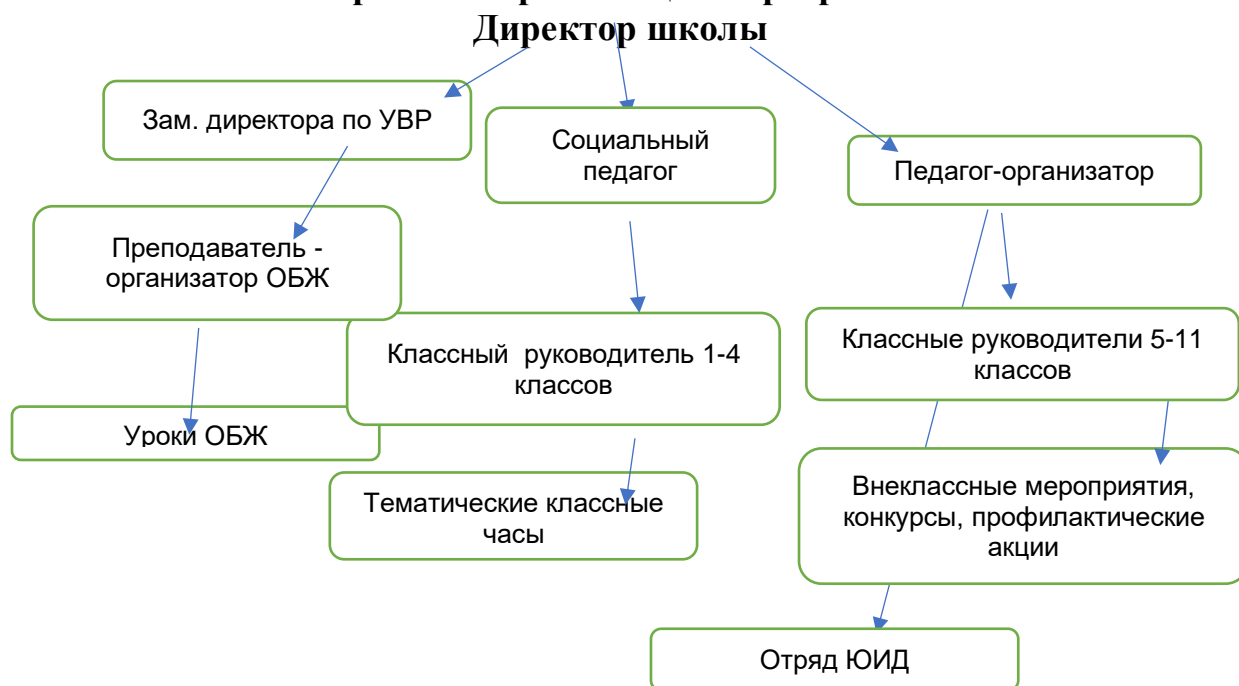 Директор школы
Зам. директора по УВР
Социальный
педагог
Педагог-организатор
Преподаватель -
организатор ОБЖ
Классный руководитель 1-4
классов
Классные руководители 5-11
классов
Уроки ОБЖ
Тематические классные
часы
Внеклассные мероприятия,
конкурсы, профилактические
акции
Отряд ЮИД